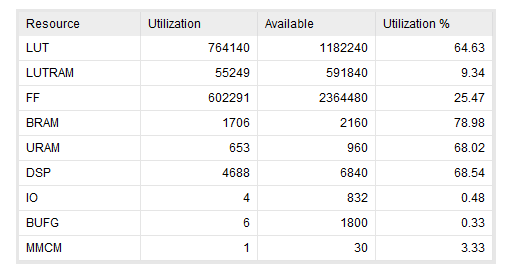 Resource Utilization Available Utilization %
LUT 764140 1182240 64.63
LUTRAM 55249 591840 9.34
FF 602291 2364480 25.47
BRAM 1706 2160 78.98
URAM 653 960 68.02
DSP 4688 6840 68.54
IO 4 832 0.48
BUFG 6 1800 0.33
MMCM 1 30 3.33